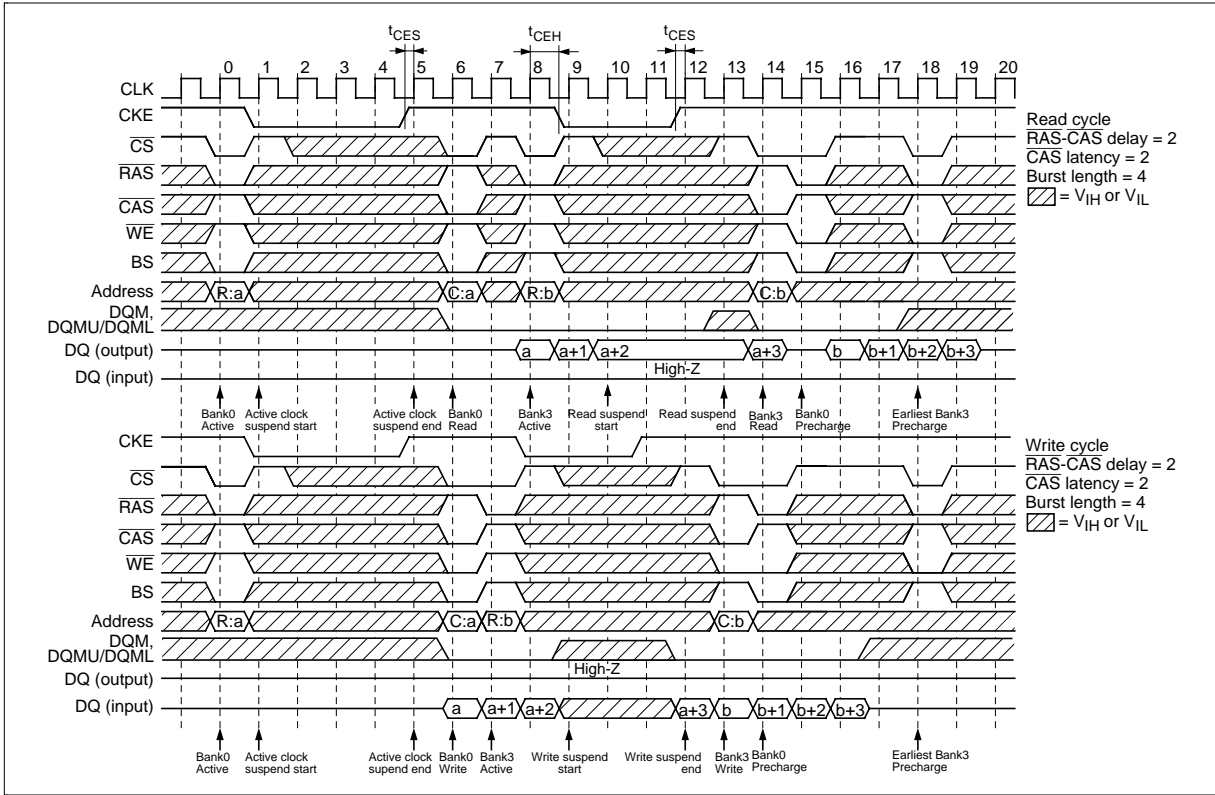 tCES tCEH tCES
0 1 2 3 4 5 6 7 8 9 10 11 12 13 14 15 16 17 18 19 20
CLK
CKE
CS
RAS
CAS
WE
BS
Address R:a C:a R:b C:b
DQM,
DQMU/DQML
DQ (output) a a+1 a+2 a+3 b b+1 b+2 b+3
High-Z
DQ (input)
Read cycle
RAS-CAS delay = 2
CAS latency = 2
Burst length = 4
= VIH or VIL
Bank0 Active
Active clock suspend start
Active clock suspend end
Bank0 Read
Bank3 Active
Read suspend start
Read suspend end
Bank3 Read
Bank0 Precharge
Earliest Bank3 Precharge
CKE
CS
RAS
CAS
WE
BS
Address R:a C:a R:b C:b
DQM,
DQMU/DQML
High-Z
DQ (output)
DQ (input) a a+1 a+2 a+3 b b+1 b+2 b+3
Write cycle
RAS-CAS delay = 2
CAS latency = 2
Burst length = 4
= VIH or VIL
Bank0 Active
Active clock suspend start
Active clock supend end
Bank0 Write
Bank3 Active
Write suspend start
Write suspend end
Bank3 Write
Bank0 Precharge
Earliest Bank3 Precharge